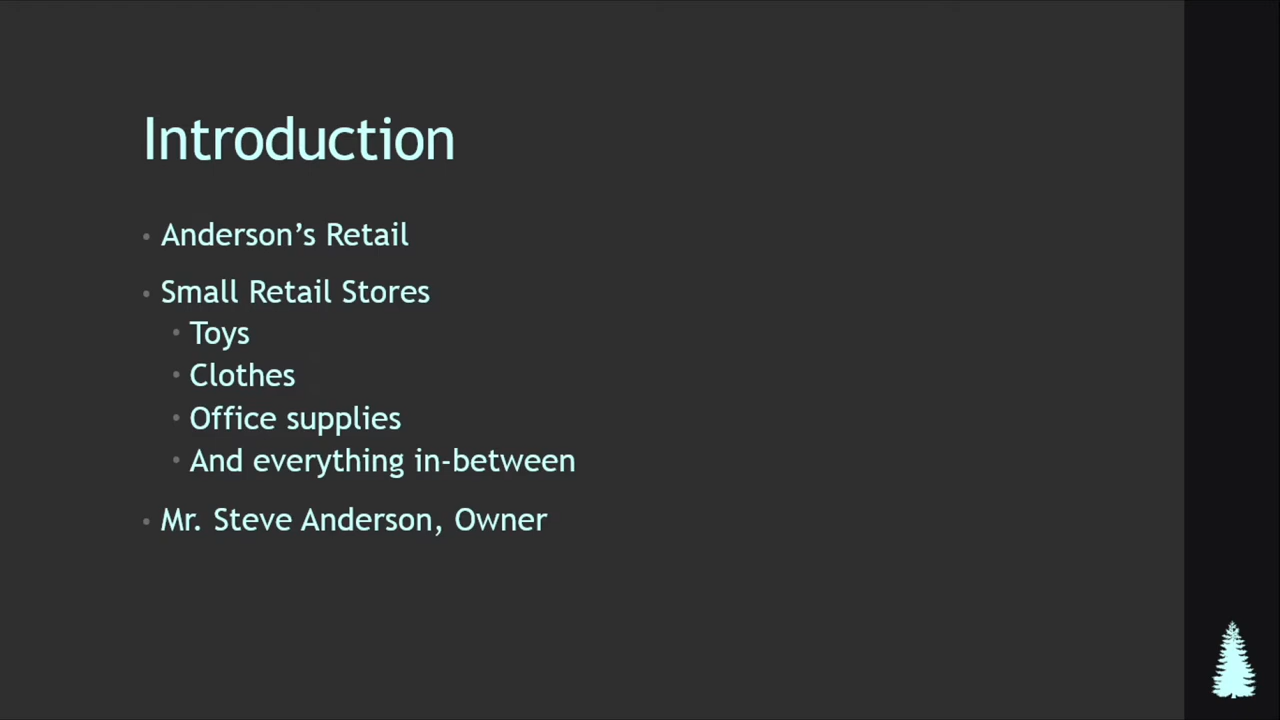 Introduction
• Anderson’s Retail
• Small Retail Stores
• Toys
• Clothes
• Office supplies
• And everything in-between
• Mr. Steve Anderson, Owner